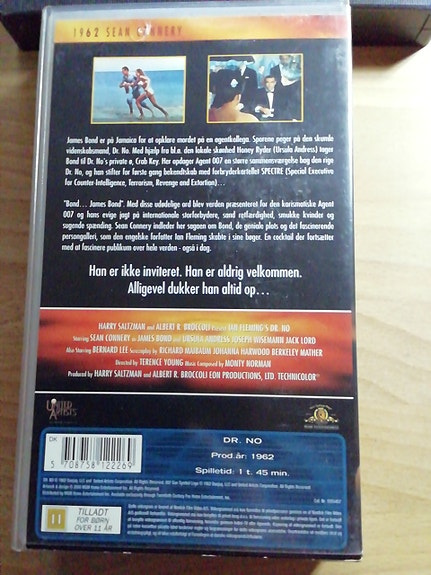 1962 SEAN CONNERY
James Bond er på Jamaica for at opklare mordet på en agentkollega. Sporene peger på den skumle
videnskabsmand, Dr. No. Med hjælp fra bl.a. den lokale skønhed Honey Ryder (Ursula Andress) tager
Bond til Dr. No's private ø, Crab Key. Her opdager Agent 007 en større sammensværgelse bag den rige
Dr. No, og han stifter for første gang bekendtskab med forbryderkartellet SPECTRE (Special Executive
for Counter-Intelligence, Terrorism, Revenge and Extortion)...
"Bond... James Bond". Med disse udødelige ord blev verden præsenteret for den karismatiske Agent
007 og hans evige jagt på internationale storforbrydere, sand retfærdighed, smukke kvinder og
sugende spænding. Sean Connery indleder her sagaen om Bond, de geniale plots og det fascinerende
persongalleri, som den engelske forfatter Ian Fleming skabte i sine bøger. En cocktail der fortsætter
med at fascinere publikum over hele verden - også i dag.
Han er ikke inviteret. Han er aldrig velkommen.
Alligevel dukker han altid op...
HARRY SALTZMAN and ALBERT R. BROCCOLI Present IAN FLEMING'S DR. NO
Starring SEAN CONNERY as JAMES BOND and URSULA ANDRESS JOSEPH WISEMANN JACK LORD
Also Starring BERNARD LEE Screenplay by RICHARD MAIBAUM JOHANNA HARWOOD BERKELEY MATHER
Directed by TERENCE YOUNG Music Composed by MONTY NORMAN
Produced by HARRY SALTZMAN and ALBERT R. BROCCOLI EON PRODUCTIONS, LTD. TECHNICOLOR®
UNITED
ARTISTS
DK
5 708758 122269
DR. NO
Prod.år: 1962
Spilletid: 1 t. 45 min.
11
TILLADT
FOR BØRN
OVER 11 ÅR